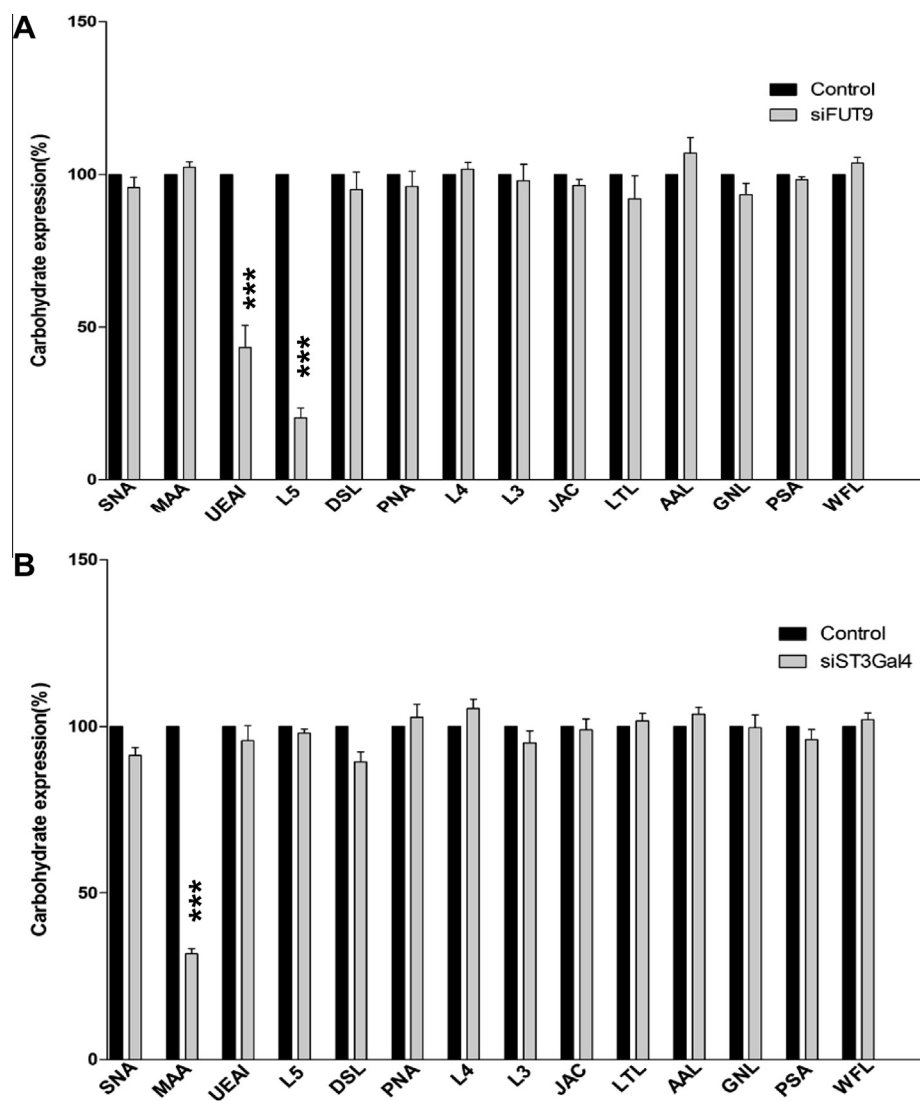 A
150
100
50
0
Carbohydrate expression(%)
Control
siFUT9
***
***
SNA MAA UEAI L5 DSL PNA L4 L3 JAC LTL AAL GNL PSA WFL
B
150
100
50
0
Carbohydrate expression(%)
Control
siST3Gal4
***
SNA MAA UEAI L5 DSL PNA L4 L3 JAC LTL AAL GNL PSA WFL